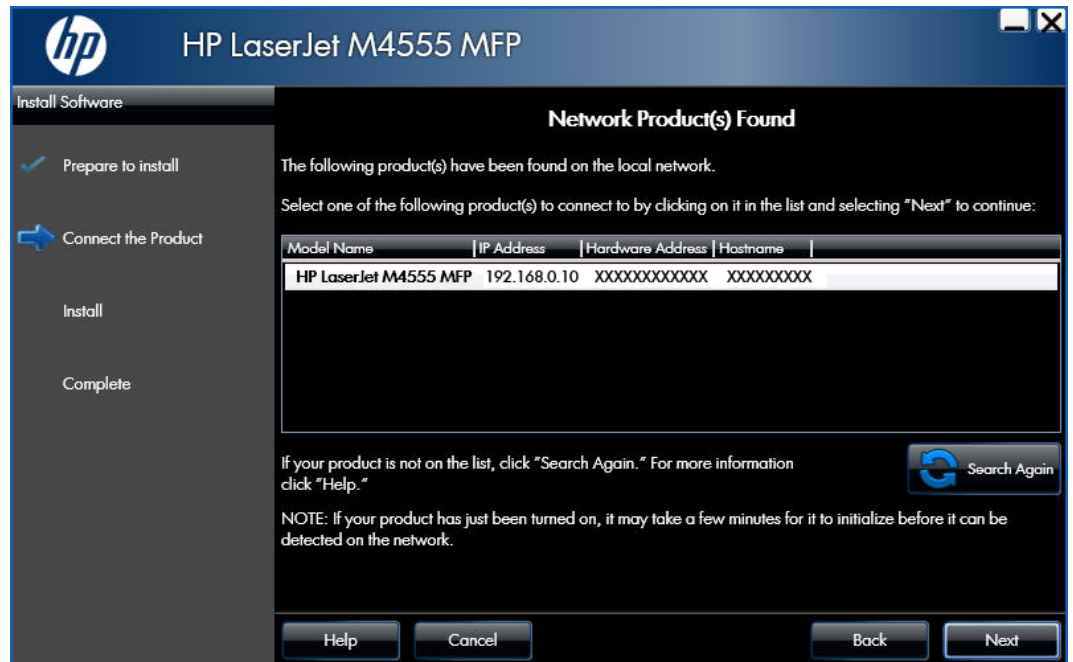 hp
HP LaserJet M4555 MFP
Install Software
Prepare to install
Connect the Product
Install
Complete
Network Product(s) Found
The following product(s) have been found on the local network.
Select one of the following product(s) to connect to by clicking on it in the list and selecting "Next" to continue:
Model Name IP Address Hardware Address Hostname
HP LaserJet M4555 MFP 192.168.0.10 XXXXXXXXXXXX XXXXXXXXX
If your product is not on the list, click "Search Again." For more information
click "Help."
Search Again
NOTE: If your product has just been turned on, it may take a few minutes for it to initialize before it can be
detected on the network.
Help Cancel Back Next